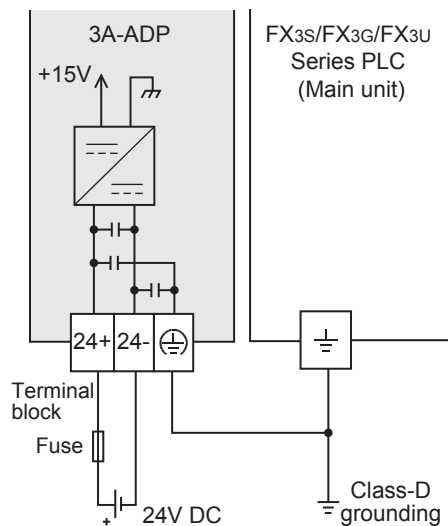 3A-ADP
+15V
FX3S/FX3G/FX3U
Series PLC
(Main unit)
24+
24-
Terminal
block
Fuse
+
24V DC
Class-D
grounding